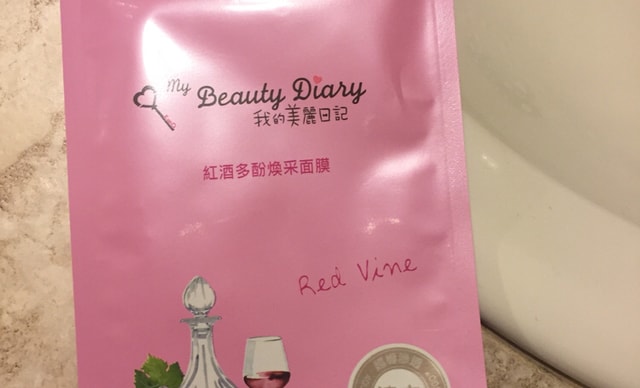 My Beauty Diary
我的美麗日記
紅酒多酚煥采面膜
Red Vine